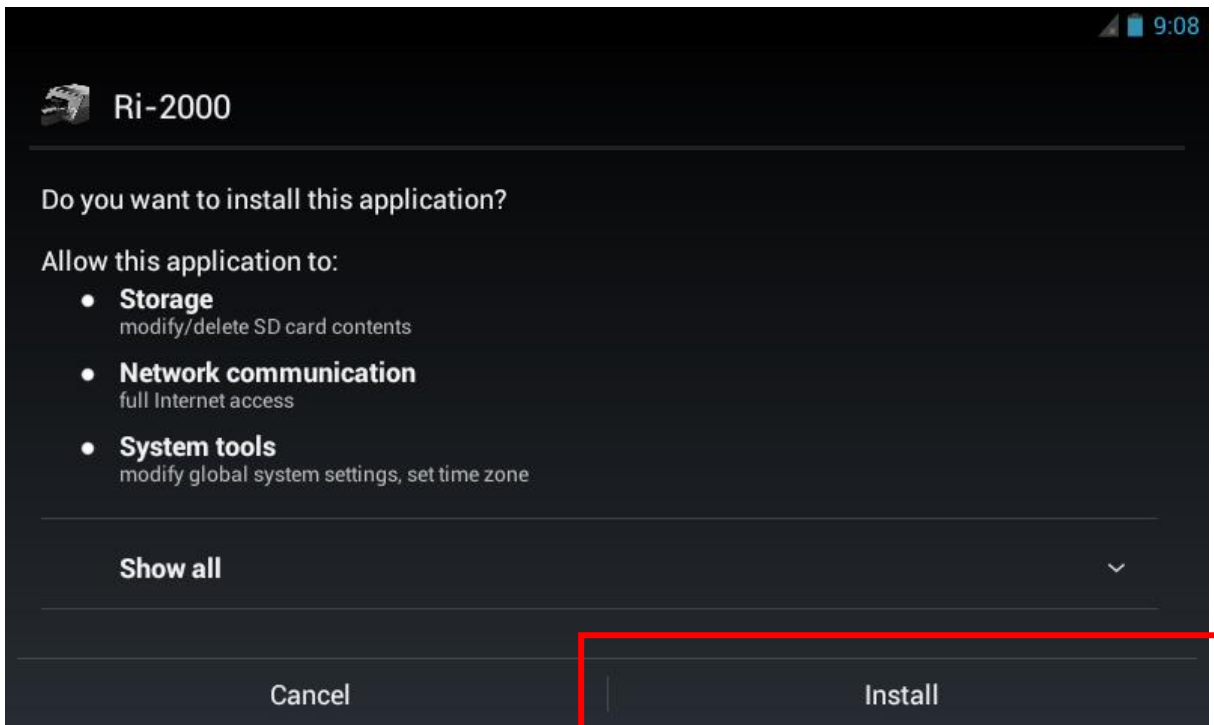 9:08
Ri-2000
Do you want to install this application?
Allow this application to:
● Storage
modify/delete SD card contents
● Network communication
full Internet access
● System tools
modify global system settings, set time zone
Show all
Cancel Install